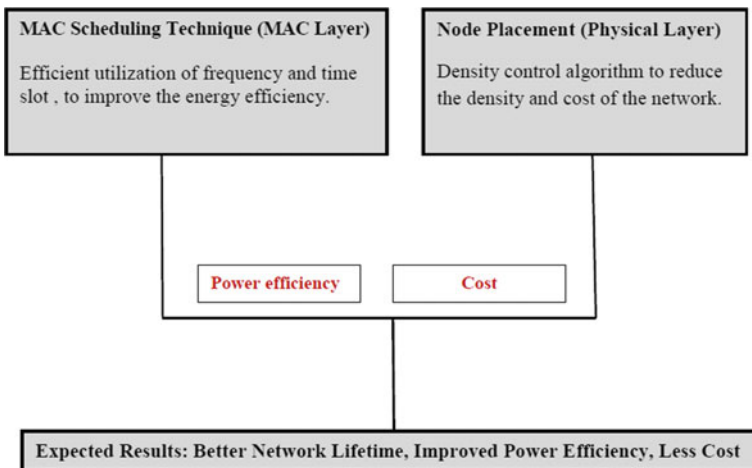 MAC Scheduling Technique (MAC Layer)
Efficient utilization of frequency and time
slot , to improve the energy efficiency.
Node Placement (Physical Layer)
Density control algorithm to reduce
the density and cost of the network.
Power efficiency
Cost
Expected Results: Better Network Lifetime, Improved Power Efficiency, Less Cost